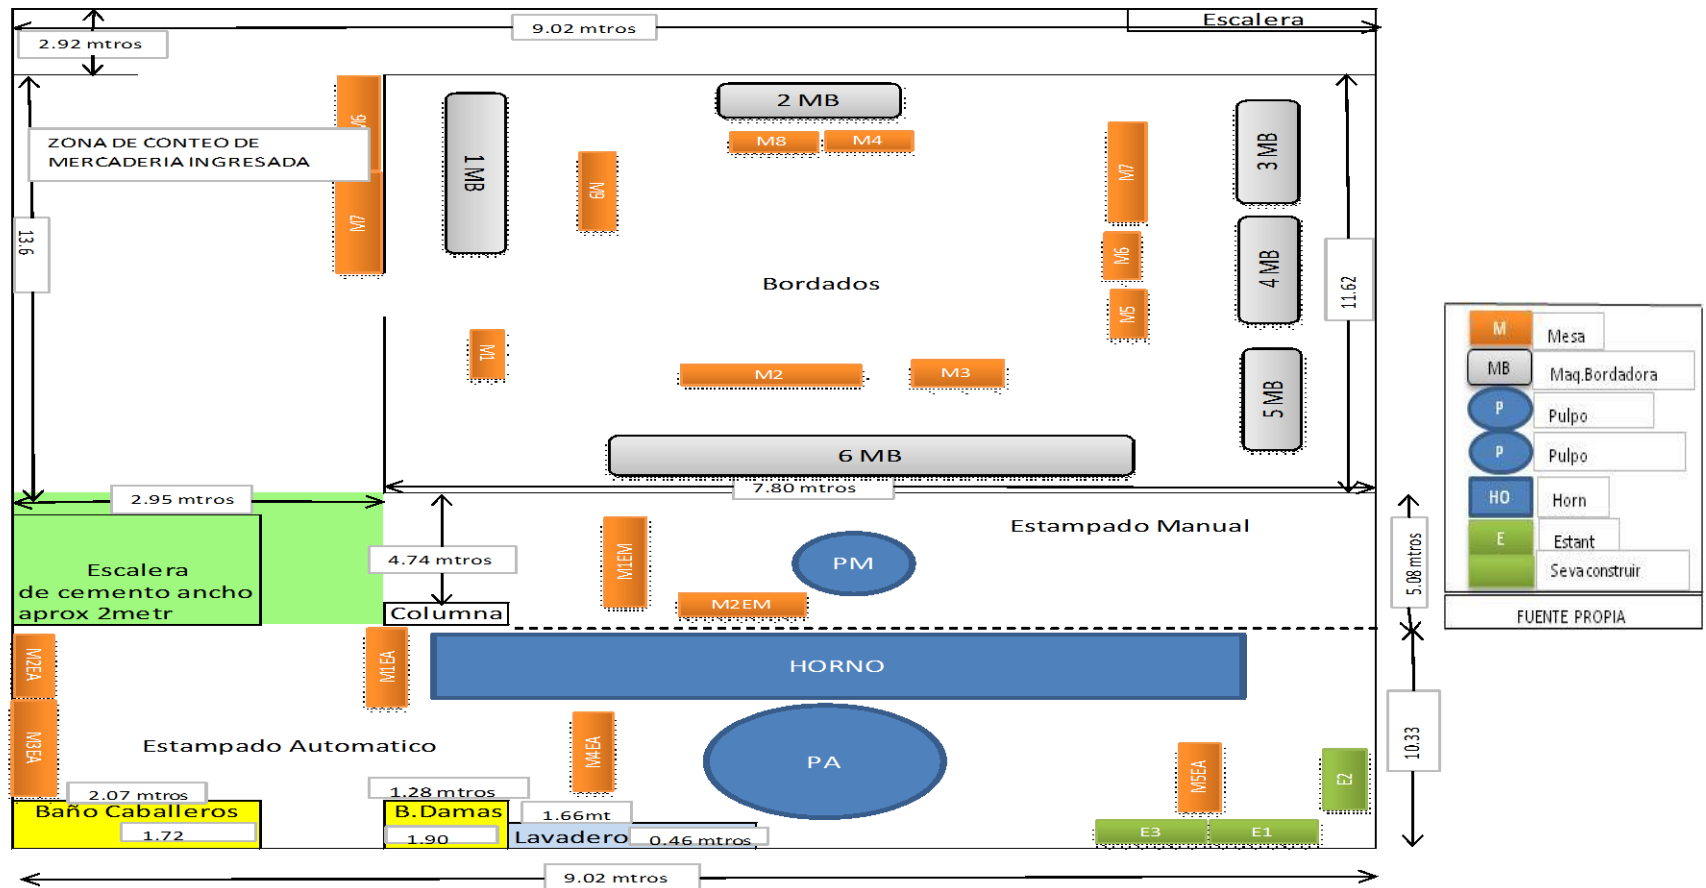 Escalera
9.02 mtros
2.92 mtros
2 MB
M8
M4
ZONA DE CONTEO DE
MERCADERIA INGRESADA
M6
M7
1 MB
M9
M7
3 MB
M6
4 MB
M5
13.6
11.62
Bordados
M1
M2
M3
5 MB
6 MB
2.95 mtros
7.80 mtros
Estampado Manual
M1EM
PM
4.74 mtros
5.08 mtros
Escalera
de cemento ancho
aprox 2metr
M2EM
Columna
M2EA
M1EA
HORNO
M3EA
Estampado Automatico
M4EA
PA
M5EA
E2
10.33
2.07 mtros
1.28 mtros
Baño Caballeros
B.Damas
1.66mt
1.72
1.90
Lavadero
0.46 mtros
E3
E1
9.02 mtros
M
Mesa
MB
Maq.Bordadora
P
Pulpo
P
Pulpo
HO
Horn
E
Estant
Seva construir
FUENTE PROPIA